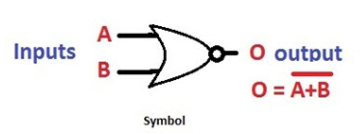 A
Inputs
B
O output
O = A̅+̅B̅
Symbol